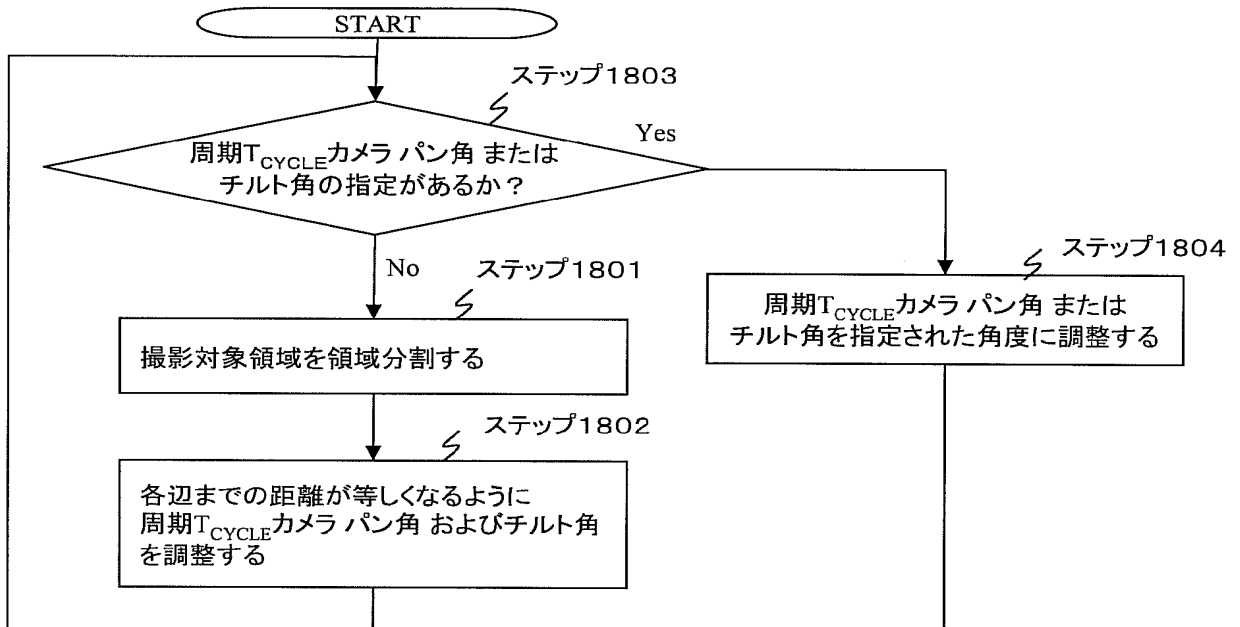 START
ステップ1803
周期TCYCLEカメラ パン角 または
チルト角の指定があるか?
Yes
No
ステップ1801
撮影対象領域を領域分割する
ステップ1802
各辺までの距離が等しくなるように
周期TCYCLEカメラ パン角 およびチルト角
を調整する
ステップ1804
周期TCYCLEカメラ パン角 または
チルト角を指定された角度に調整する